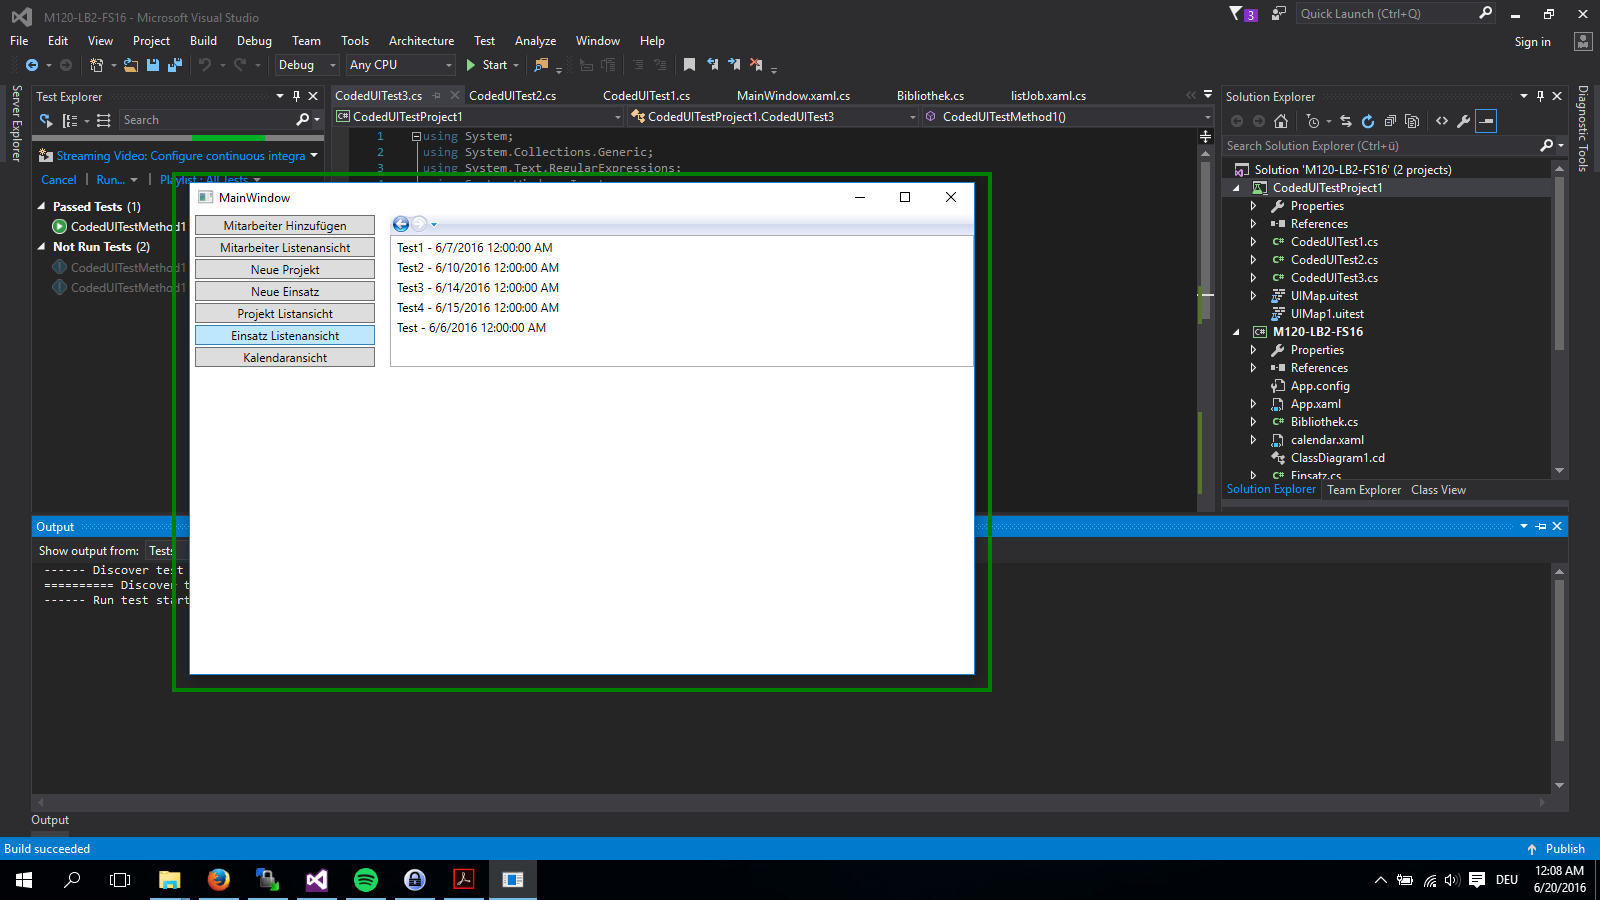 M120-LB2-FS16 - Microsoft Visual Studio
3
Quick Launch (Ctrl+Q)
File Edit View Project Build Debug Team Tools Architecture Test Analyze Window Help
Sign in
Debug Any CPU Start
Server Explorer
Test Explorer
Search
Streaming Video: Configure continuous integra
Cancel Run... Playlist : All Tests
Passed Tests (1)
CodedUITestMethod1
Not Run Tests (2)
CodedUITestMethod1
CodedUITestMethod1
CodedUITest3.cs CodedUITest2.cs CodedUITest1.cs MainWindow.xaml.cs Bibliothek.cs listJob.xaml.cs
CodedUITestProject1 CodedUITestProject1.CodedUITest3 CodedUITestMethod1()
1 using System;
2 using System.Collections.Generic;
3 using System.Text.RegularExpressions;
MainWindow
Mitarbeiter Hinzufügen
Mitarbeiter Listenansicht
Neue Projekt
Neue Einsatz
Projekt Listansicht
Einsatz Listenansicht
Kalendaransicht
Test1 - 6/7/2016 12:00:00 AM
Test2 - 6/10/2016 12:00:00 AM
Test3 - 6/14/2016 12:00:00 AM
Test4 - 6/15/2016 12:00:00 AM
Test - 6/6/2016 12:00:00 AM
Solution Explorer
Search Solution Explorer (Ctrl+ü)
Solution 'M120-LB2-FS16' (2 projects)
CodedUITestProject1
Properties
References
CodedUITest1.cs
CodedUITest2.cs
CodedUITest3.cs
UIMap.uitest
UIMap1.uitest
M120-LB2-FS16
Properties
References
App.config
App.xaml
Bibliothek.cs
calendar.xaml
ClassDiagram1.cd
Einsatz.cs
Solution Explorer Team Explorer Class View
Diagnostic Tools
Output
Show output from: Tests
------ Discover test
========== Discover t
------ Run test start
Output
Build succeeded
Publish
DEU
12:08 AM
6/20/2016